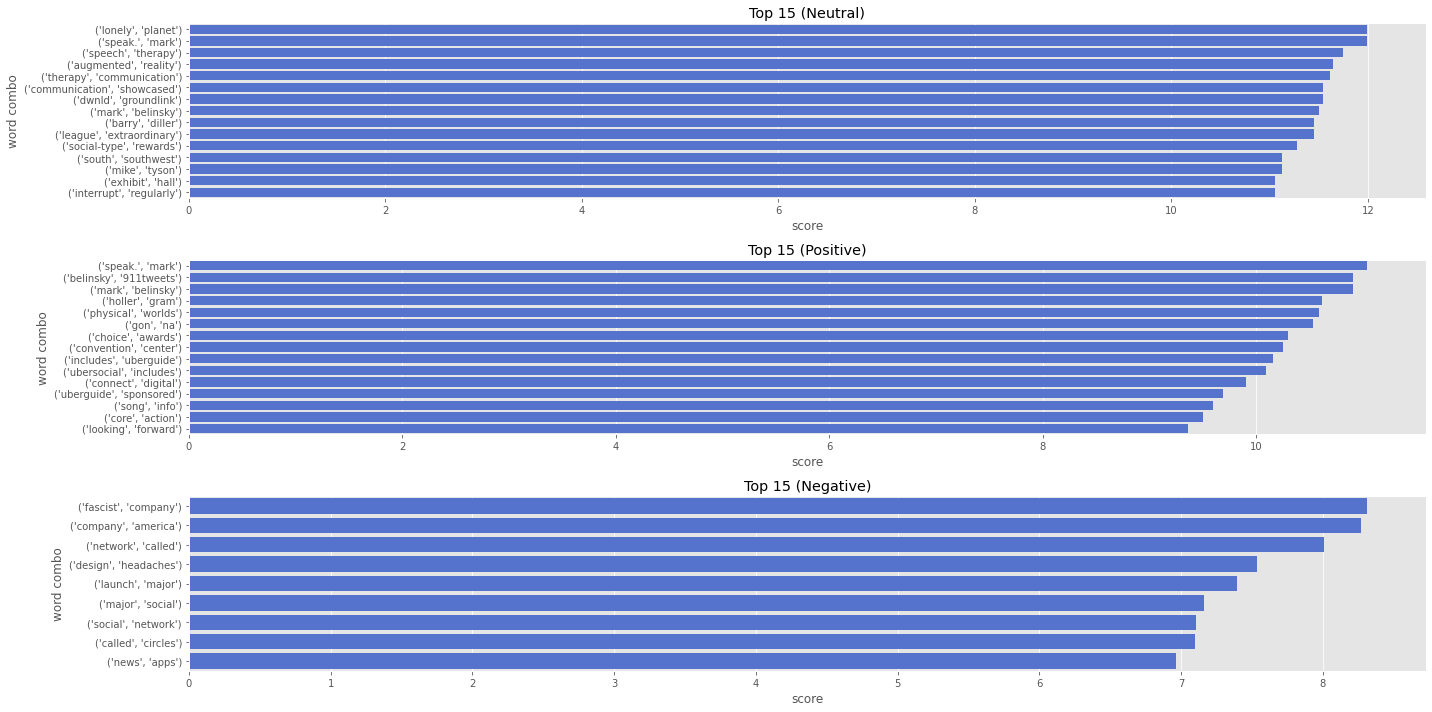 Top 15 (Neutral)
word combo
('lonely', 'planet')
('speak.', 'mark')
('speech', 'therapy')
('augmented', 'reality')
('therapy', 'communication')
('communication', 'showcased')
('dwnld', 'groundlink')
('mark', 'belinsky')
('barry', 'diller')
('league', 'extraordinary')
('social-type', 'rewards')
('south', 'southwest')
('mike', 'tyson')
('exhibit', 'hall')
('interrupt', 'regularly')
0 2 4 6 8 10 12
score
Top 15 (Positive)
word combo
('speak.', 'mark')
('belinsky', '911tweets')
('mark', 'belinsky')
('holler', 'gram')
('physical', 'worlds')
('gon', 'na')
('choice', 'awards')
('convention', 'center')
('includes', 'uberguide')
('ubersocial', 'includes')
('connect', 'digital')
('uberguide', 'sponsored')
('song', 'info')
('core', 'action')
('looking', 'forward')
0 2 4 6 8 10
score
Top 15 (Negative)
word combo
('fascist', 'company')
('company', 'america')
('network', 'called')
('design', 'headaches')
('launch', 'major')
('major', 'social')
('social', 'network')
('called', 'circles')
('news', 'apps')
0 1 2 3 4 5 6 7 8
score